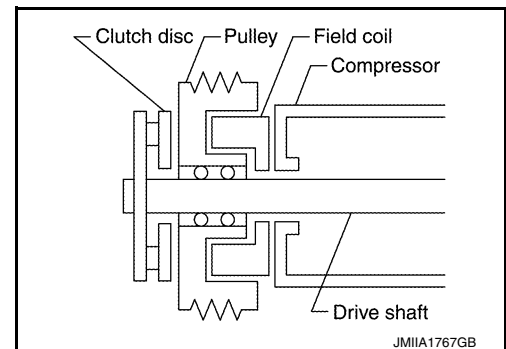 Clutch disc
Pulley
Field coil
Compressor
Drive shaft
JMIIA1767GB